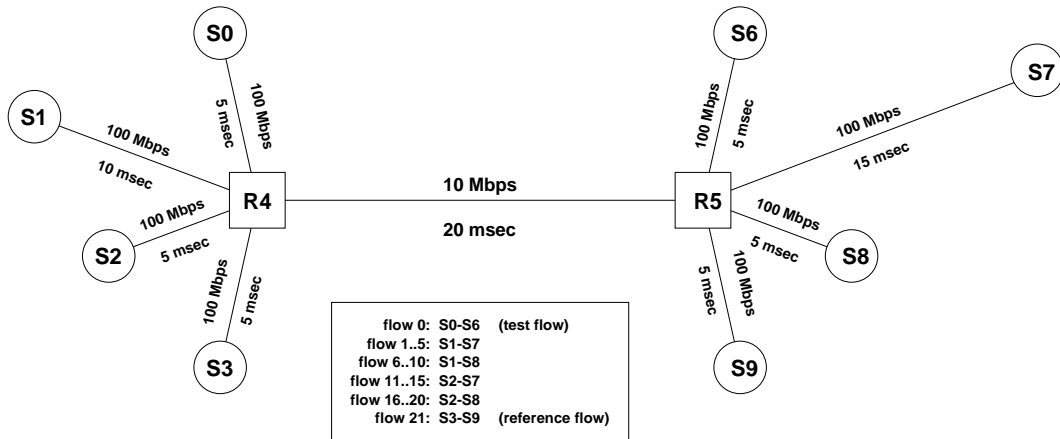 S0
S6
S7
S1
100 Mbps
5 msec
100 Mbps
5 msec
100 Mbps
10 msec
100 Mbps
15 msec
R4
10 Mbps
20 msec
R5
100 Mbps
5 msec
100 Mbps
5 msec
S2
S8
100 Mbps
5 msec
100 Mbps
5 msec
S3
S9
flow 0: S0-S6 (test flow)
flow 1..5: S1-S7
flow 6..10: S1-S8
flow 11..15: S2-S7
flow 16..20: S2-S8
flow 21: S3-S9 (reference flow)